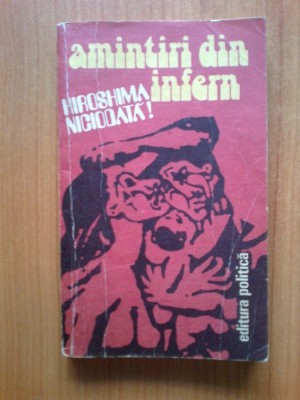 amintiri din
infern
HIROSHIMA
NICIODATĂ!
editura politică